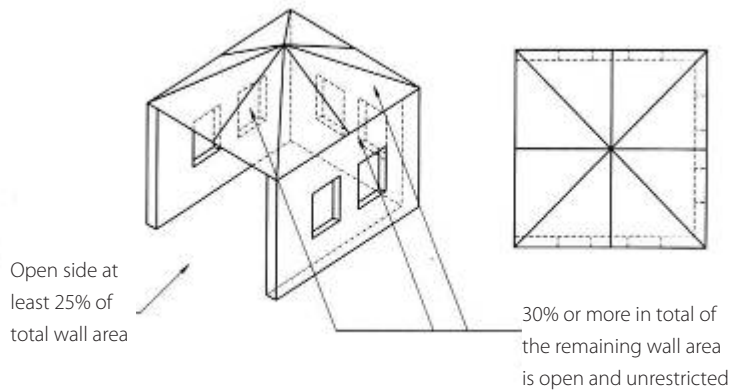 Open side at
least 25% of
total wall area
30% or more in total of
the remaining wall area
is open and unrestricted